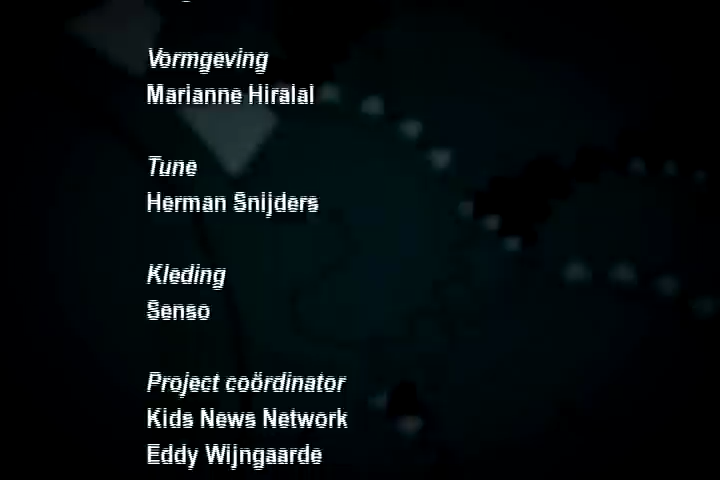 Vormgeving
Marianne Hiralal
Tune
Herman Snijders
Kleding
Senso
Project coördinator
Kids News Network
Eddy Wijngaarde